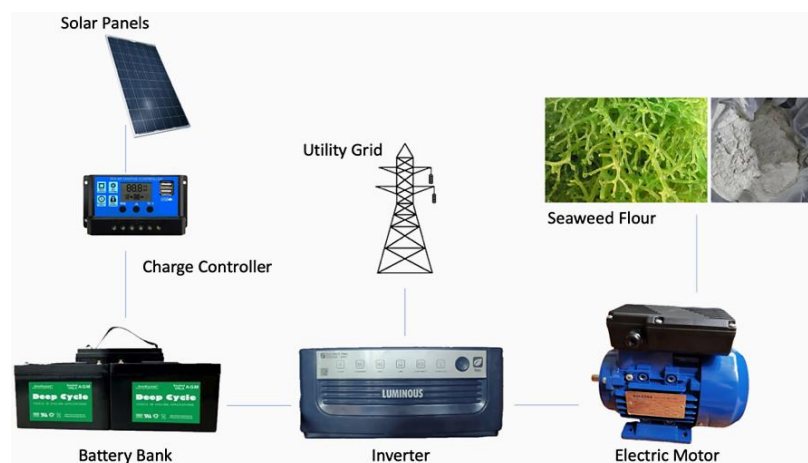 Solar Panels
Utility Grid
Seaweed Flour
Charge Controller
Deep Cycle
Deep Cycle
LUMINOUS
Battery Bank
Inverter
Electric Motor